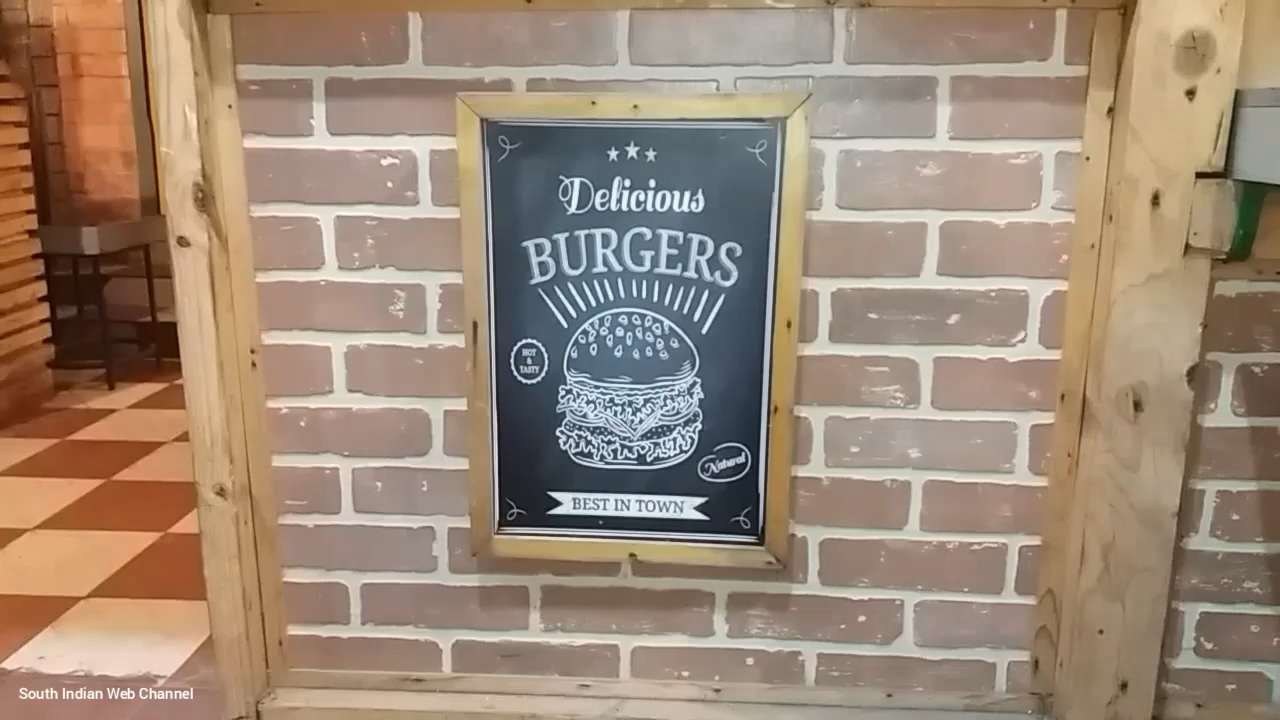 Delicious
BURGERS
HOT
&
TASTY
Natural
BEST IN TOWN
South Indian Web Channel